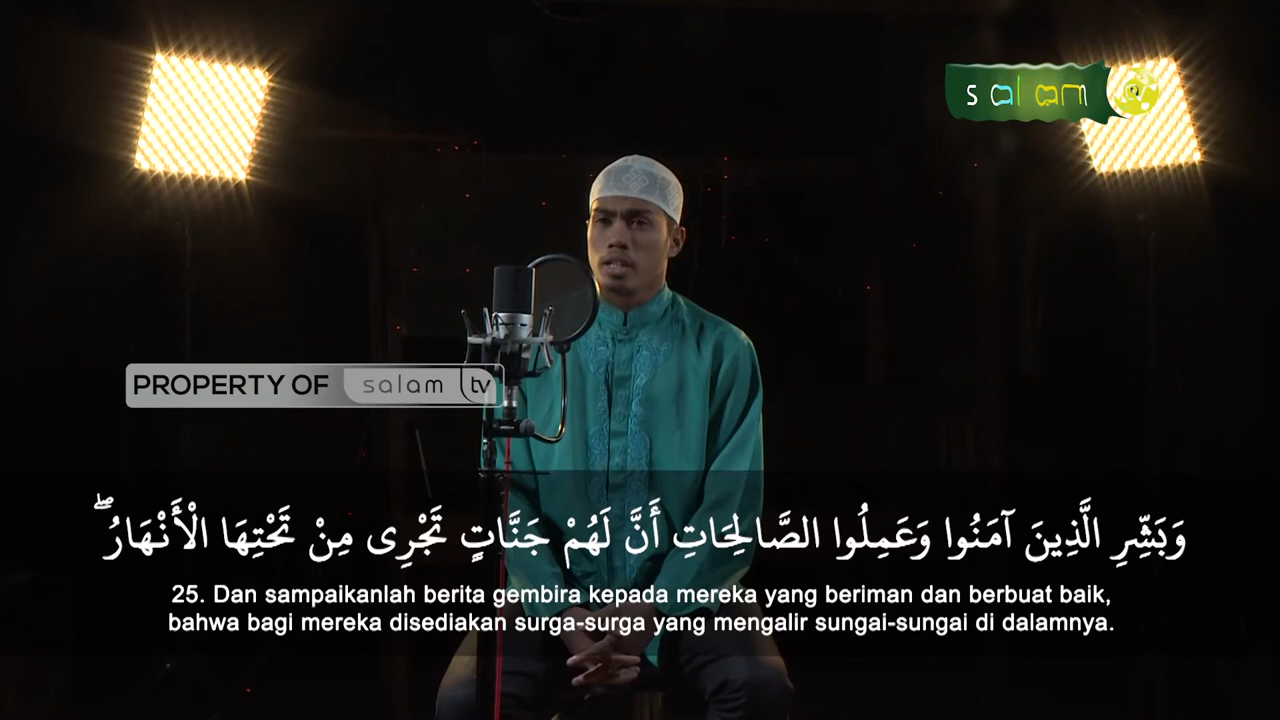 salam tv
PROPERTY OF salam tv
وَبَشِّرِ الَّذِينَ آمَنُوا وَعَمِلُوا الصَّالِحَاتِ أَنَّ لَهُمْ جَنَّاتٍ تَجْرِى مِنْ تَحْتِهَا الْأَنْهَارُ ۖ
25. Dan sampaikanlah berita gembira kepada mereka yang beriman dan berbuat baik,
bahwa bagi mereka disediakan surga-surga yang mengalir sungai-sungai di dalamnya.